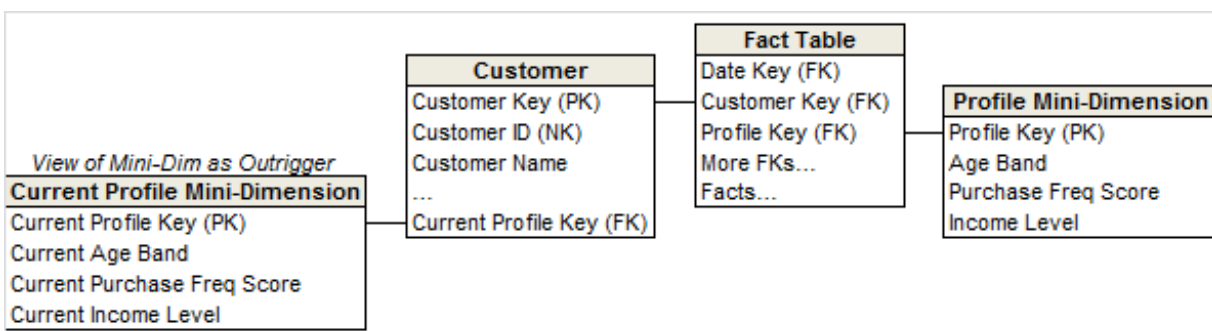 View of Mini-Dim as Outrigger
Current Profile Mini-Dimension
Current Profile Key (PK)
Current Age Band
Current Purchase Freq Score
Current Income Level
Customer
Customer Key (PK)
Customer ID (NK)
Customer Name
...
Current Profile Key (FK)
Fact Table
Date Key (FK)
Customer Key (FK)
Profile Key (FK)
More FKs...
Facts...
Profile Mini-Dimension
Profile Key (PK)
Age Band
Purchase Freq Score
Income Level